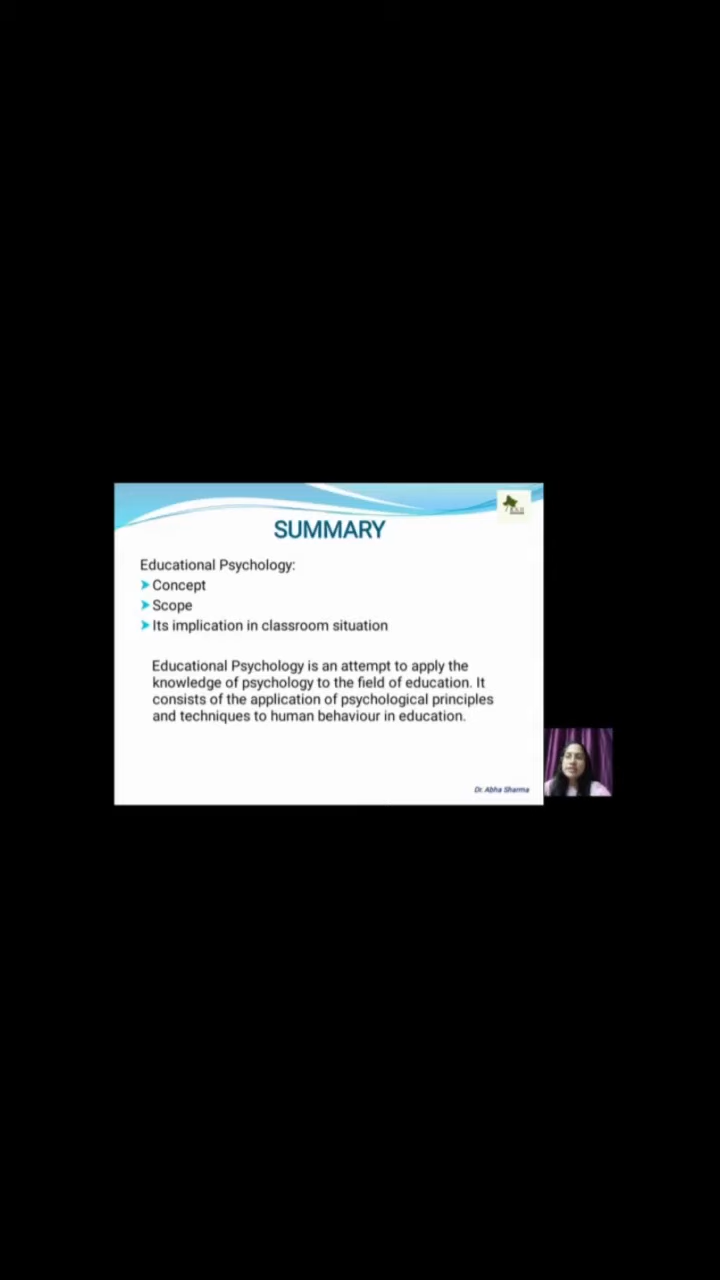 SUMMARY
Educational Psychology:
➤ Concept
➤ Scope
➤ Its implication in classroom situation
Educational Psychology is an attempt to apply the
knowledge of psychology to the field of education. It
consists of the application of psychological principles
and techniques to human behaviour in education.
Dr. Abha Sharma